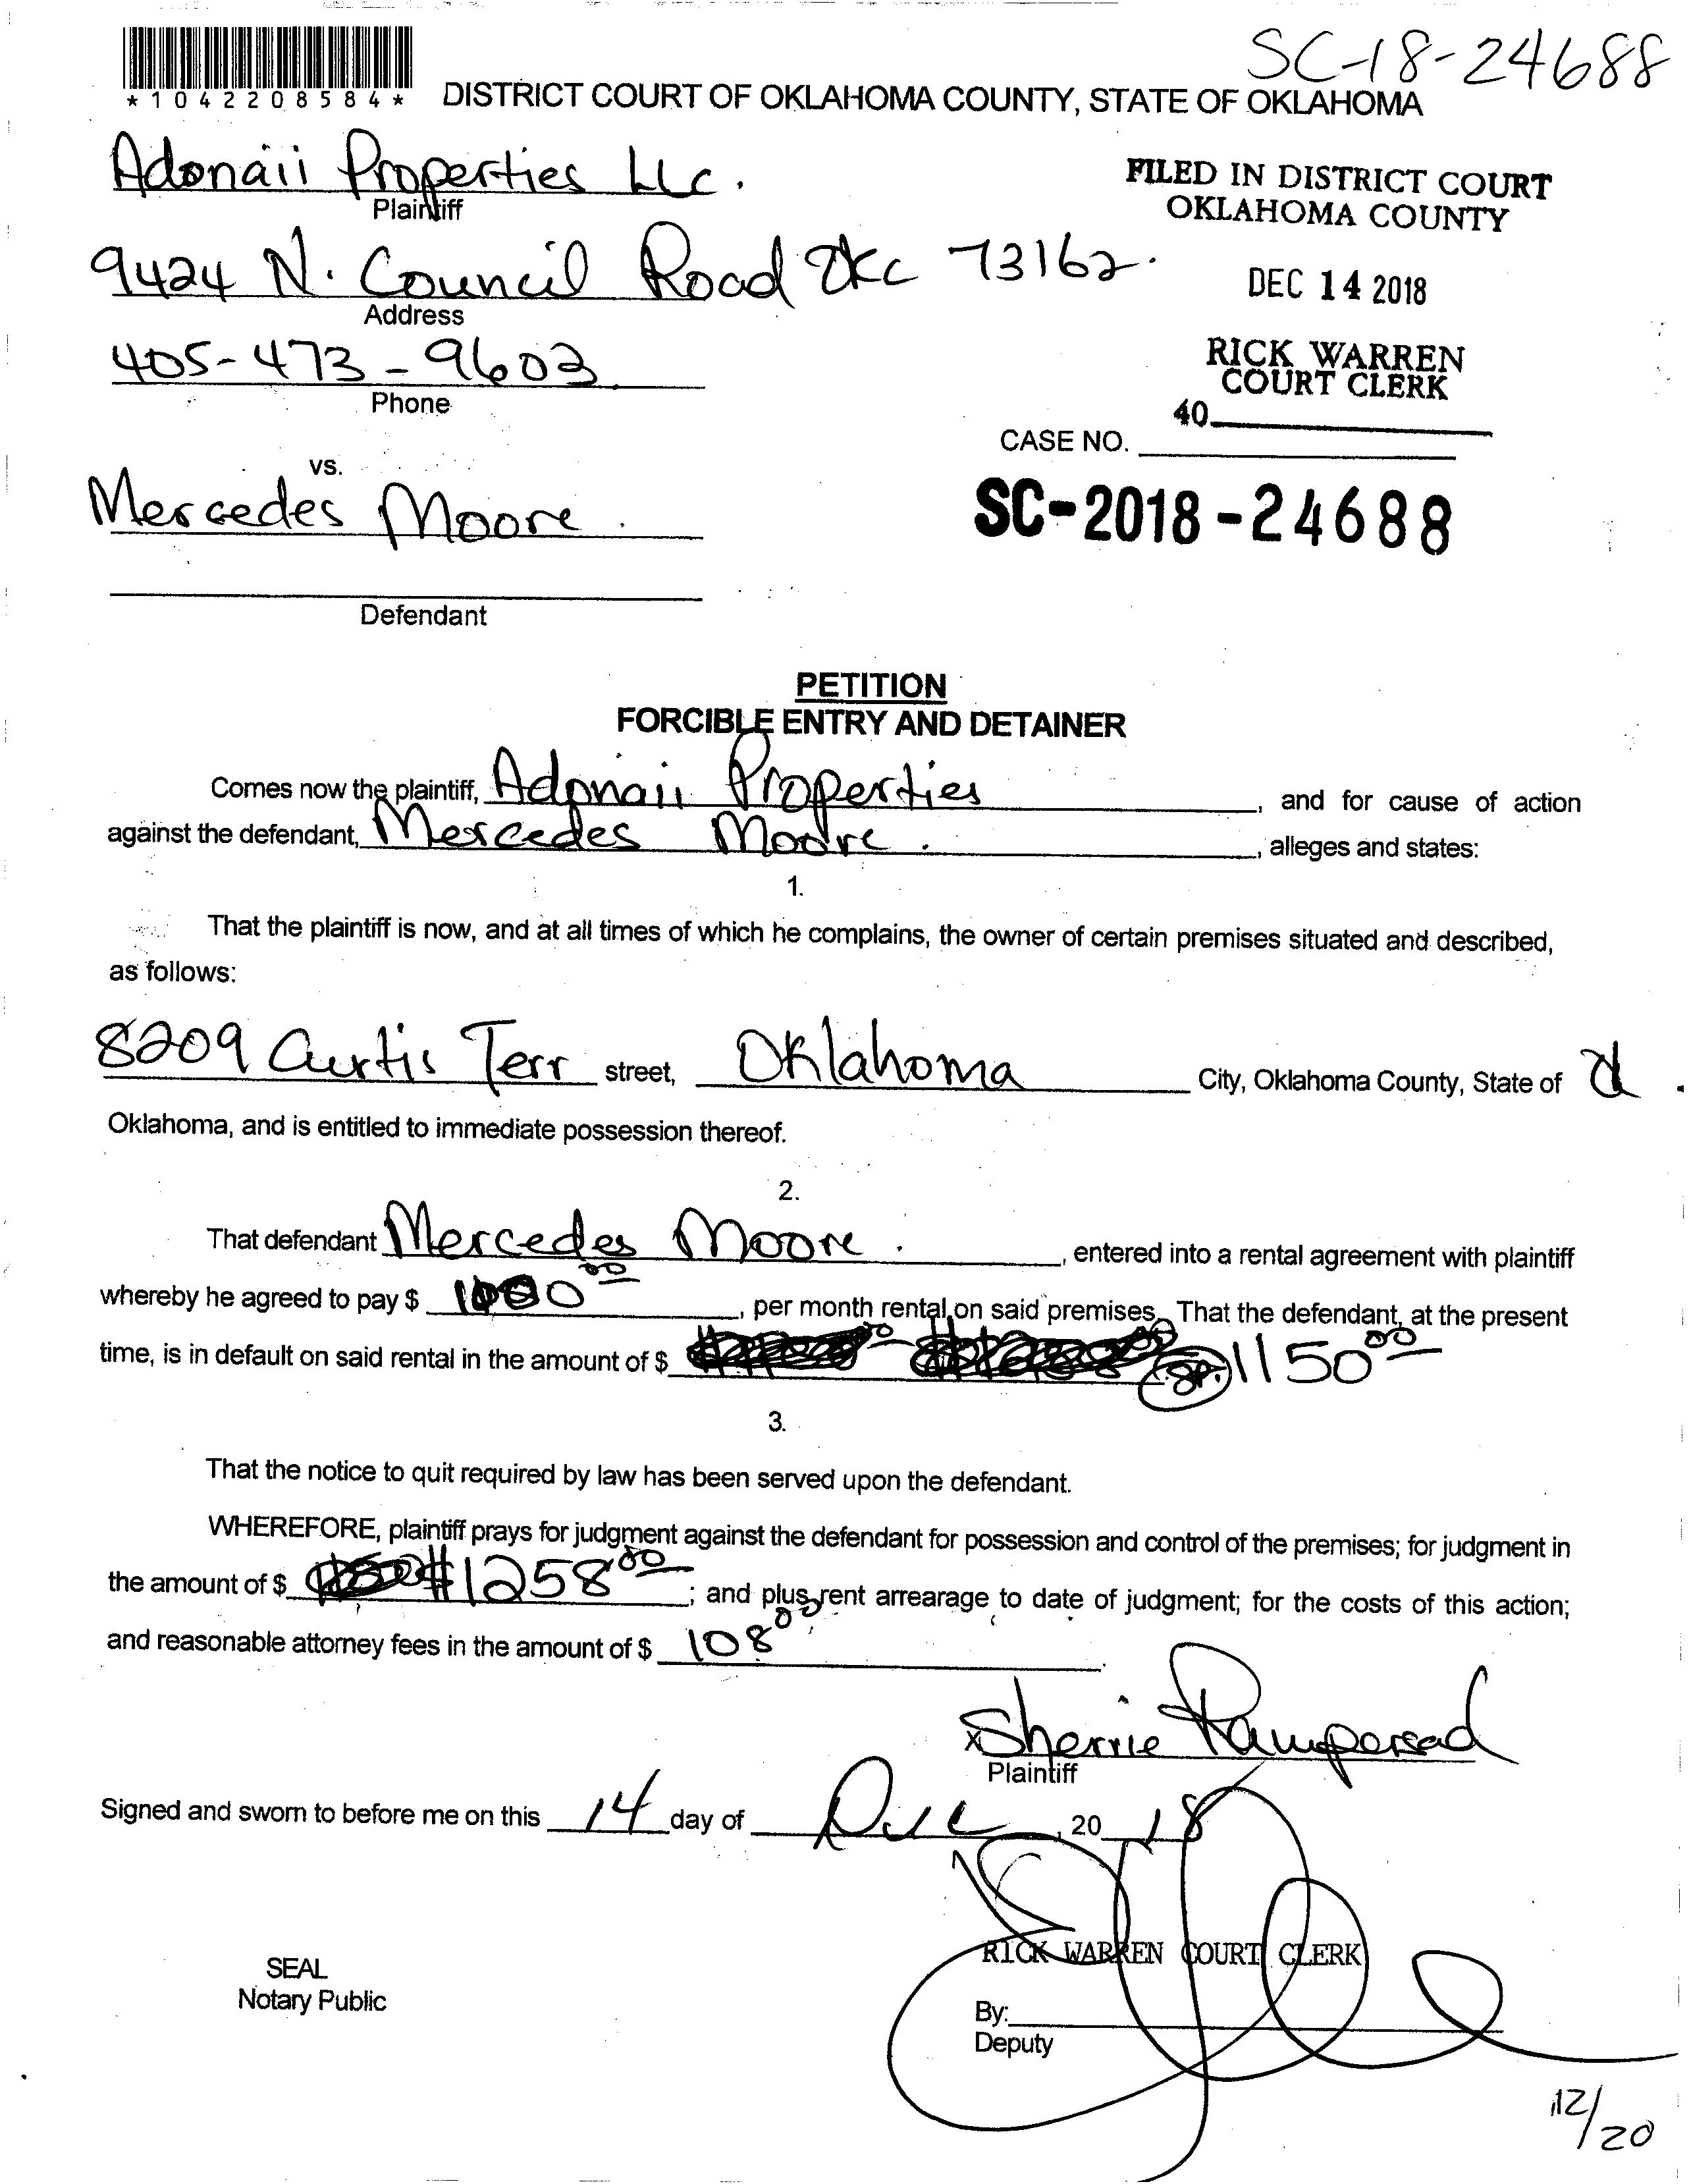 SC-18-24688
*1042208584*
DISTRICT COURT OF OKLAHOMA COUNTY, STATE OF OKLAHOMA
Adonaii Properties LLc.
Plaintiff
FILED IN DISTRICT COURT
OKLAHOMA COUNTY
9424 N. Council Road OKC 73162.
Address
DEC 14 2018
405-473-9603
Phone
RICK WARREN
COURT CLERK
40
CASE NO.
vs.
Mercedes Moore.
SC-2018-24688
Defendant
PETITION
FORCIBLE ENTRY AND DETAINER
Comes now the plaintiff, Adonaii Properties, and for cause of action
against the defendant, Mercedes Moore., alleges and states:
1.
That the plaintiff is now, and at all times of which he complains, the owner of certain premises situated and described,
as follows:
8209 Curtis Terr street, Oklahoma City, Oklahoma County, State of
Oklahoma, and is entitled to immediate possession thereof.
2.
That defendant Mercedes Moore., entered into a rental agreement with plaintiff
whereby he agreed to pay $, per month rental on said premises. That the defendant, at the present
time, is in default on said rental in the amount of $ 1150 00
3.
That the notice to quit required by law has been served upon the defendant.
WHEREFORE, plaintiff prays for judgment against the defendant for possession and control of the premises; for judgment in
the amount of $ $1258 00; and plus rent arrearage to date of judgment; for the costs of this action;
and reasonable attorney fees in the amount of $ 108 00.
x Sherrie Rampersad
Plaintiff
Signed and sworn to before me on this 14 day of Dec, 20 18
RICK WARREN COURT CLERK
SEAL
Notary Public
By:
Deputy
12/20